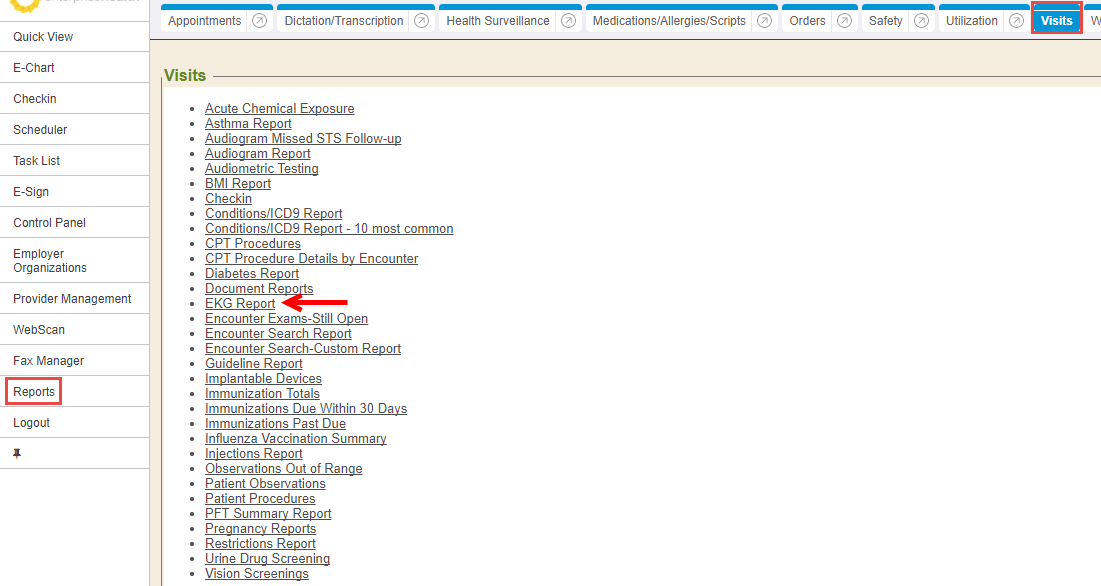 Appointments
Dictation/Transcription
Health Surveillance
Medications/Allergies/Scripts
Orders
Safety
Utilization
Visits
Quick View
E-Chart
Checkin
Scheduler
Task List
E-Sign
Control Panel
Employer
Organizations
Provider Management
WebScan
Fax Manager
Reports
Logout
Visits
Acute Chemical Exposure
Asthma Report
Audiogram Missed STS Follow-up
Audiogram Report
Audiometric Testing
BMI Report
Checkin
Conditions/ICD9 Report
Conditions/ICD9 Report - 10 most common
CPT Procedures
CPT Procedure Details by Encounter
Diabetes Report
Document Reports
EKG Report
Encounter Exams-Still Open
Encounter Search Report
Encounter Search-Custom Report
Guideline Report
Implantable Devices
Immunization Totals
Immunizations Due Within 30 Days
Immunizations Past Due
Influenza Vaccination Summary
Injections Report
Observations Out of Range
Patient Observations
Patient Procedures
PFT Summary Report
Pregnancy Reports
Restrictions Report
Urine Drug Screening
Vision Screenings